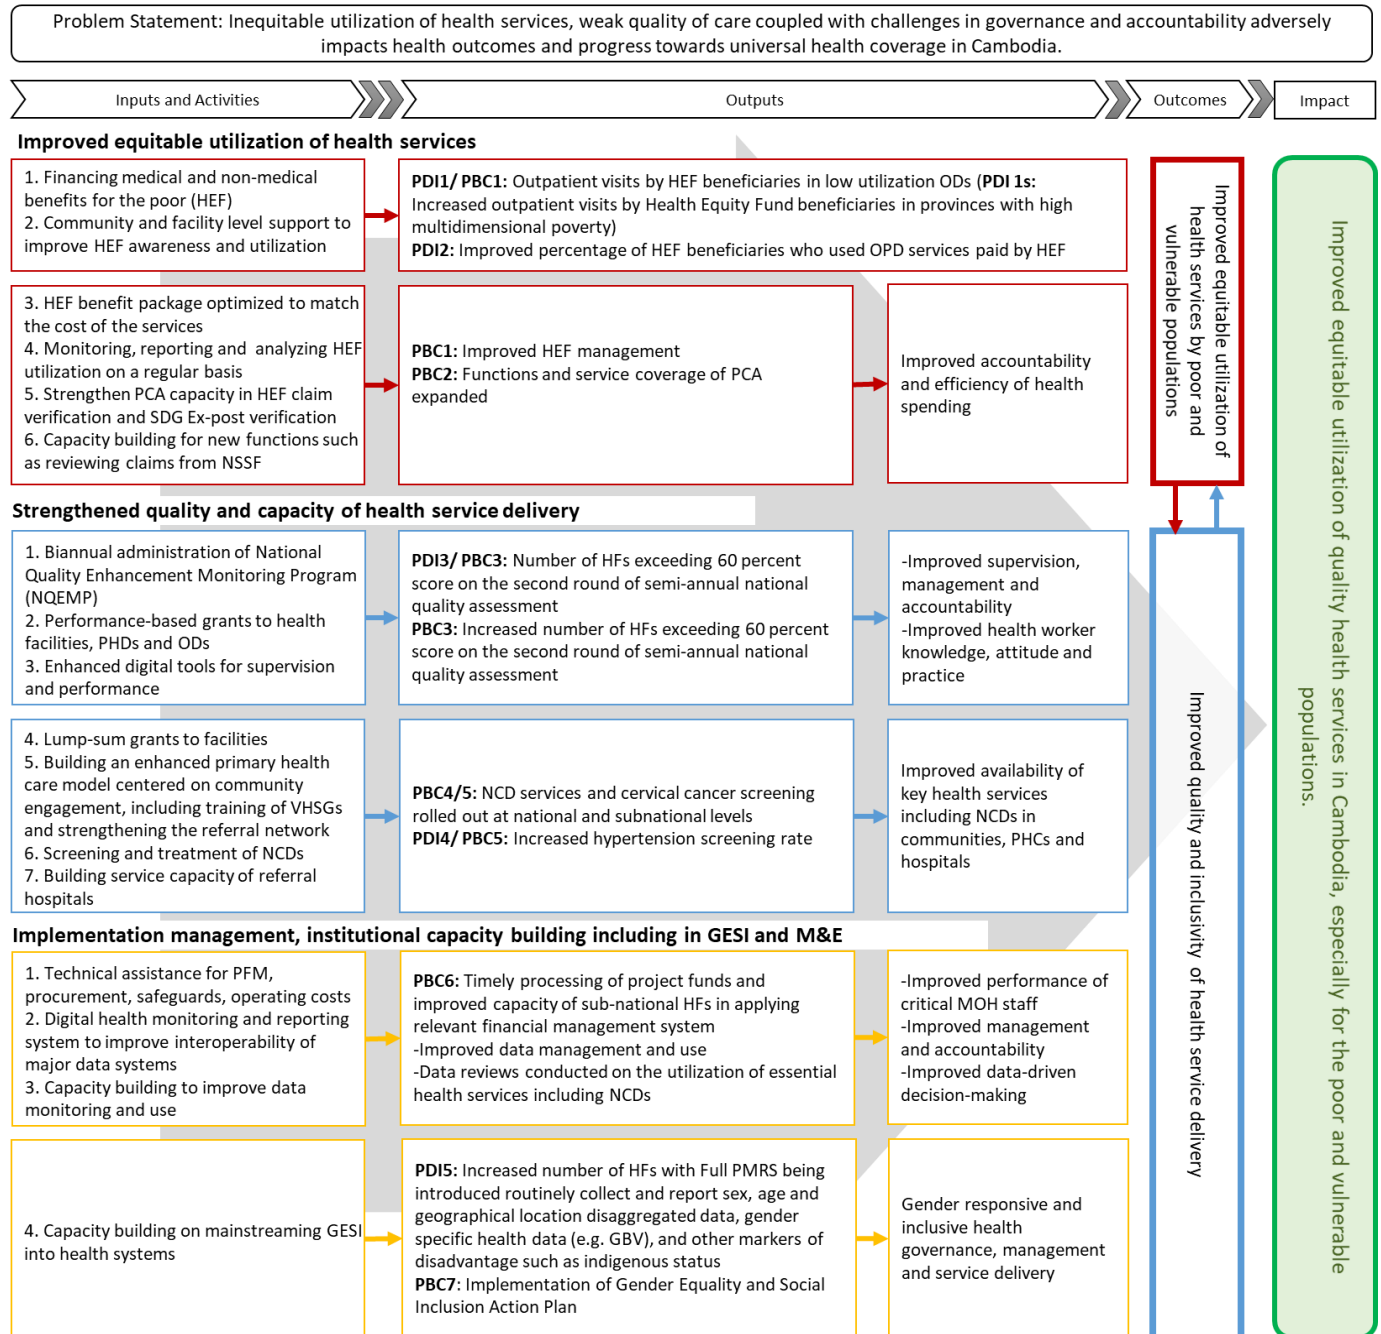 Problem Statement: Inequitable utilization of health services, weak quality of care coupled with challenges in governance and accountability adversely
impacts health outcomes and progress towards universal health coverage in Cambodia.
Inputs and Activities
Outputs
Outcomes
Impact
Improved equitable utilization of health services
1. Financing medical and non-medical
benefits for the poor (HEF)
2. Community and facility level support to
improve HEF awareness and utilization
PDI1/ PBC1: Outpatient visits by HEF beneficiaries in low utilization ODs (PDI 1s:
Increased outpatient visits by Health Equity Fund beneficiaries in provinces with high
multidimensional poverty)
PDI2: Improved percentage of HEF beneficiaries who used OPD services paid by HEF
3. HEF benefit package optimized to match
the cost of the services
4. Monitoring, reporting and analyzing HEF
utilization on a regular basis
5. Strengthen PCA capacity in HEF claim
verification and SDG Ex-post verification
6. Capacity building for new functions such
as reviewing claims from NSSF
PBC1: Improved HEF management
PBC2: Functions and service coverage of PCA
expanded
Improved accountability
and efficiency of health
spending
Improved equitable utilization of
health services by poor and
vulnerable populations
Strengthened quality and capacity of health service delivery
1. Biannual administration of National
Quality Enhancement Monitoring Program
(NQEMP)
2. Performance-based grants to health
facilities, PHDs and ODs
3. Enhanced digital tools for supervision
and performance
PDI3/ PBC3: Number of HFs exceeding 60 percent
score on the second round of semi-annual national
quality assessment
PBC3: Increased number of HFs exceeding 60 percent
score on the second round of semi-annual national
quality assessment
-Improved supervision,
management and
accountability
-Improved health worker
knowledge, attitude and
practice
4. Lump-sum grants to facilities
5. Building an enhanced primary health
care model centered on community
engagement, including training of VHSGs
and strengthening the referral network
6. Screening and treatment of NCDs
7. Building service capacity of referral
hospitals
PBC4/5: NCD services and cervical cancer screening
rolled out at national and subnational levels
PDI4/ PBC5: Increased hypertension screening rate
Improved availability of
key health services
including NCDs in
communities, PHCs and
hospitals
Implementation management, institutional capacity building including in GESI and M&E
1. Technical assistance for PFM,
procurement, safeguards, operating costs
2. Digital health monitoring and reporting
system to improve interoperability of
major data systems
3. Capacity building to improve data
monitoring and use
PBC6: Timely processing of project funds and
improved capacity of sub-national HFs in applying
relevant financial management system
-Improved data management and use
-Data reviews conducted on the utilization of essential
health services including NCDs
-Improved performance of
critical MOH staff
-Improved management
and accountability
-Improved data-driven
decision-making
4. Capacity building on mainstreaming GESI
into health systems
PDI5: Increased number of HFs with Full PMRS being
introduced routinely collect and report sex, age and
geographical location disaggregated data, gender
specific health data (e.g. GBV), and other markers of
disadvantage such as indigenous status
PBC7: Implementation of Gender Equality and Social
Inclusion Action Plan
Gender responsive and
inclusive health
governance, management
and service delivery
Improved quality and inclusivity of health service delivery
Improved equitable utilization of quality health services in Cambodia, especially for the poor and vulnerable
populations.